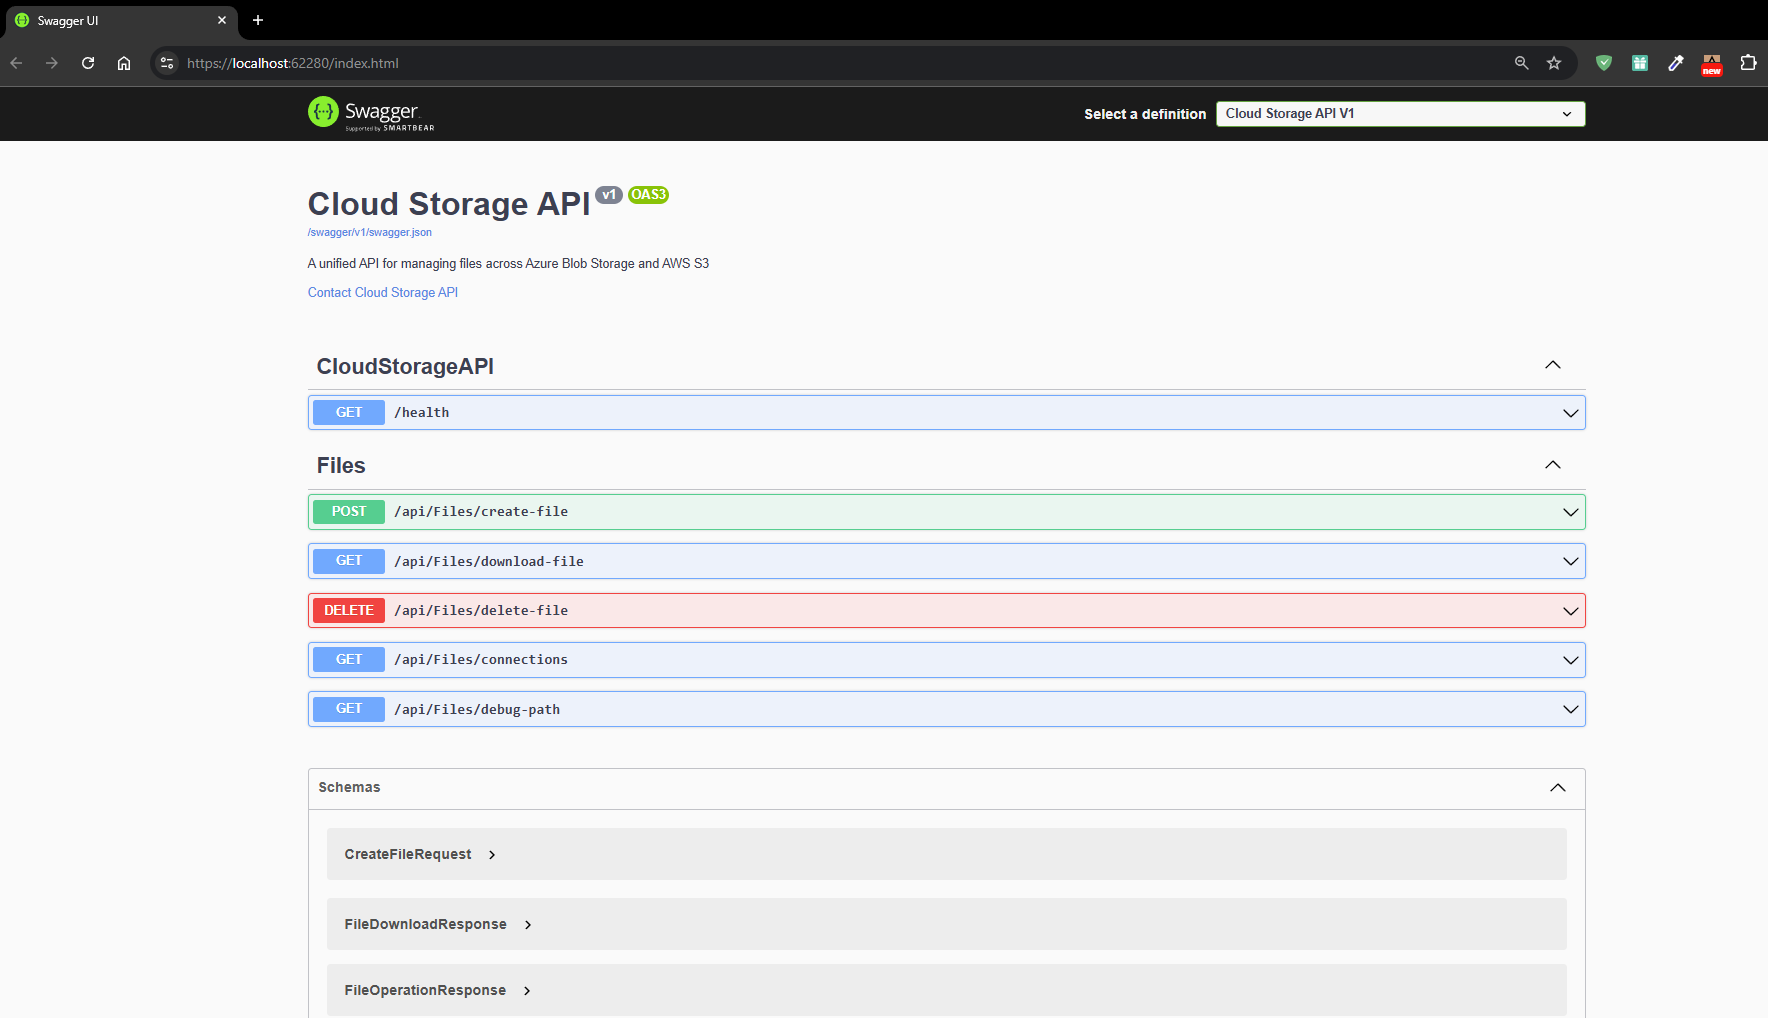 Swagger UI
https://localhost:62280/index.html
new
{···} Swagger
Supported by SMARTBEAR
Select a definition
Cloud Storage API V1
Cloud Storage API v1 OAS3
/swagger/v1/swagger.json
A unified API for managing files across Azure Blob Storage and AWS S3
Contact Cloud Storage API
CloudStorageAPI
GET /health
Files
POST /api/Files/create-file
GET /api/Files/download-file
DELETE /api/Files/delete-file
GET /api/Files/connections
GET /api/Files/debug-path
Schemas
CreateFileRequest
FileDownloadResponse
FileOperationResponse